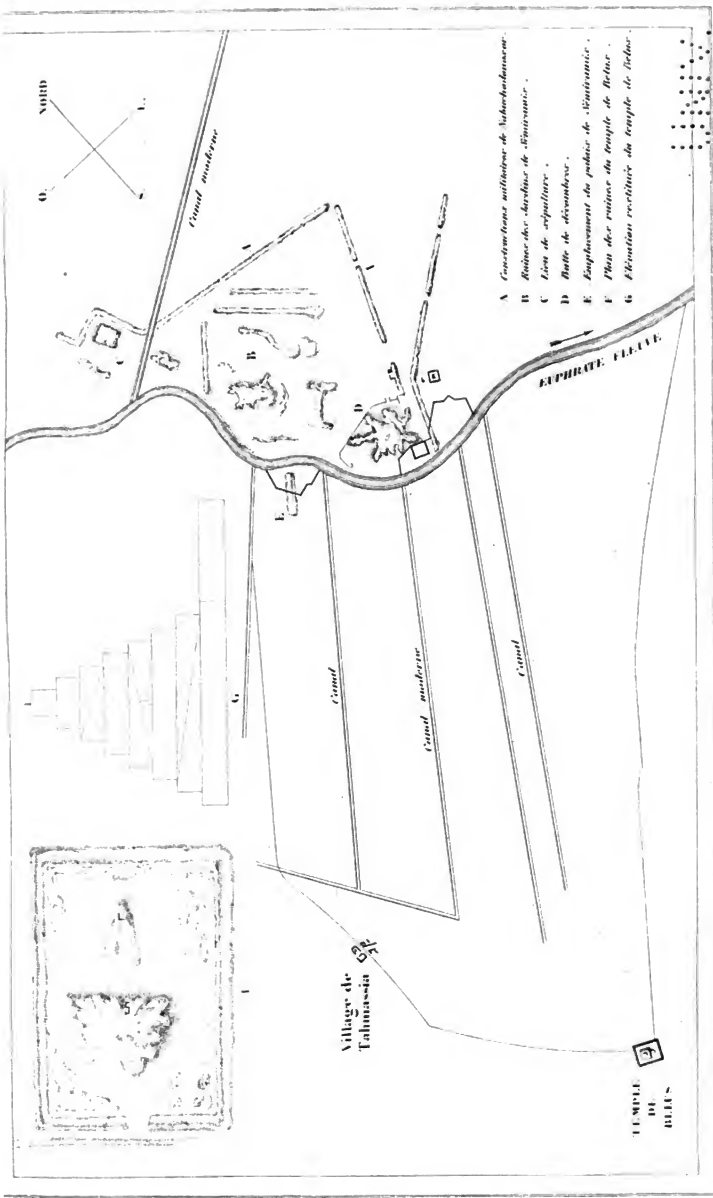 NORD
O.
S.
Canal moderne
A Constructions militaires de Nabuchodonosor.
B Ruines des Jardins de Sémiramis.
C Lieu de sépulture.
D Butte de décombres.
E Emplacement du palais de Sémiramis.
F Plan des ruines du temple de Belus.
G Elévation restituée du temple de Belus.
B
D
E
EUPHRATE FLEUVE
G
Canal
Canal moderne
Canal
Village de
Tahmassia
TEMPLE
DE
BELUS